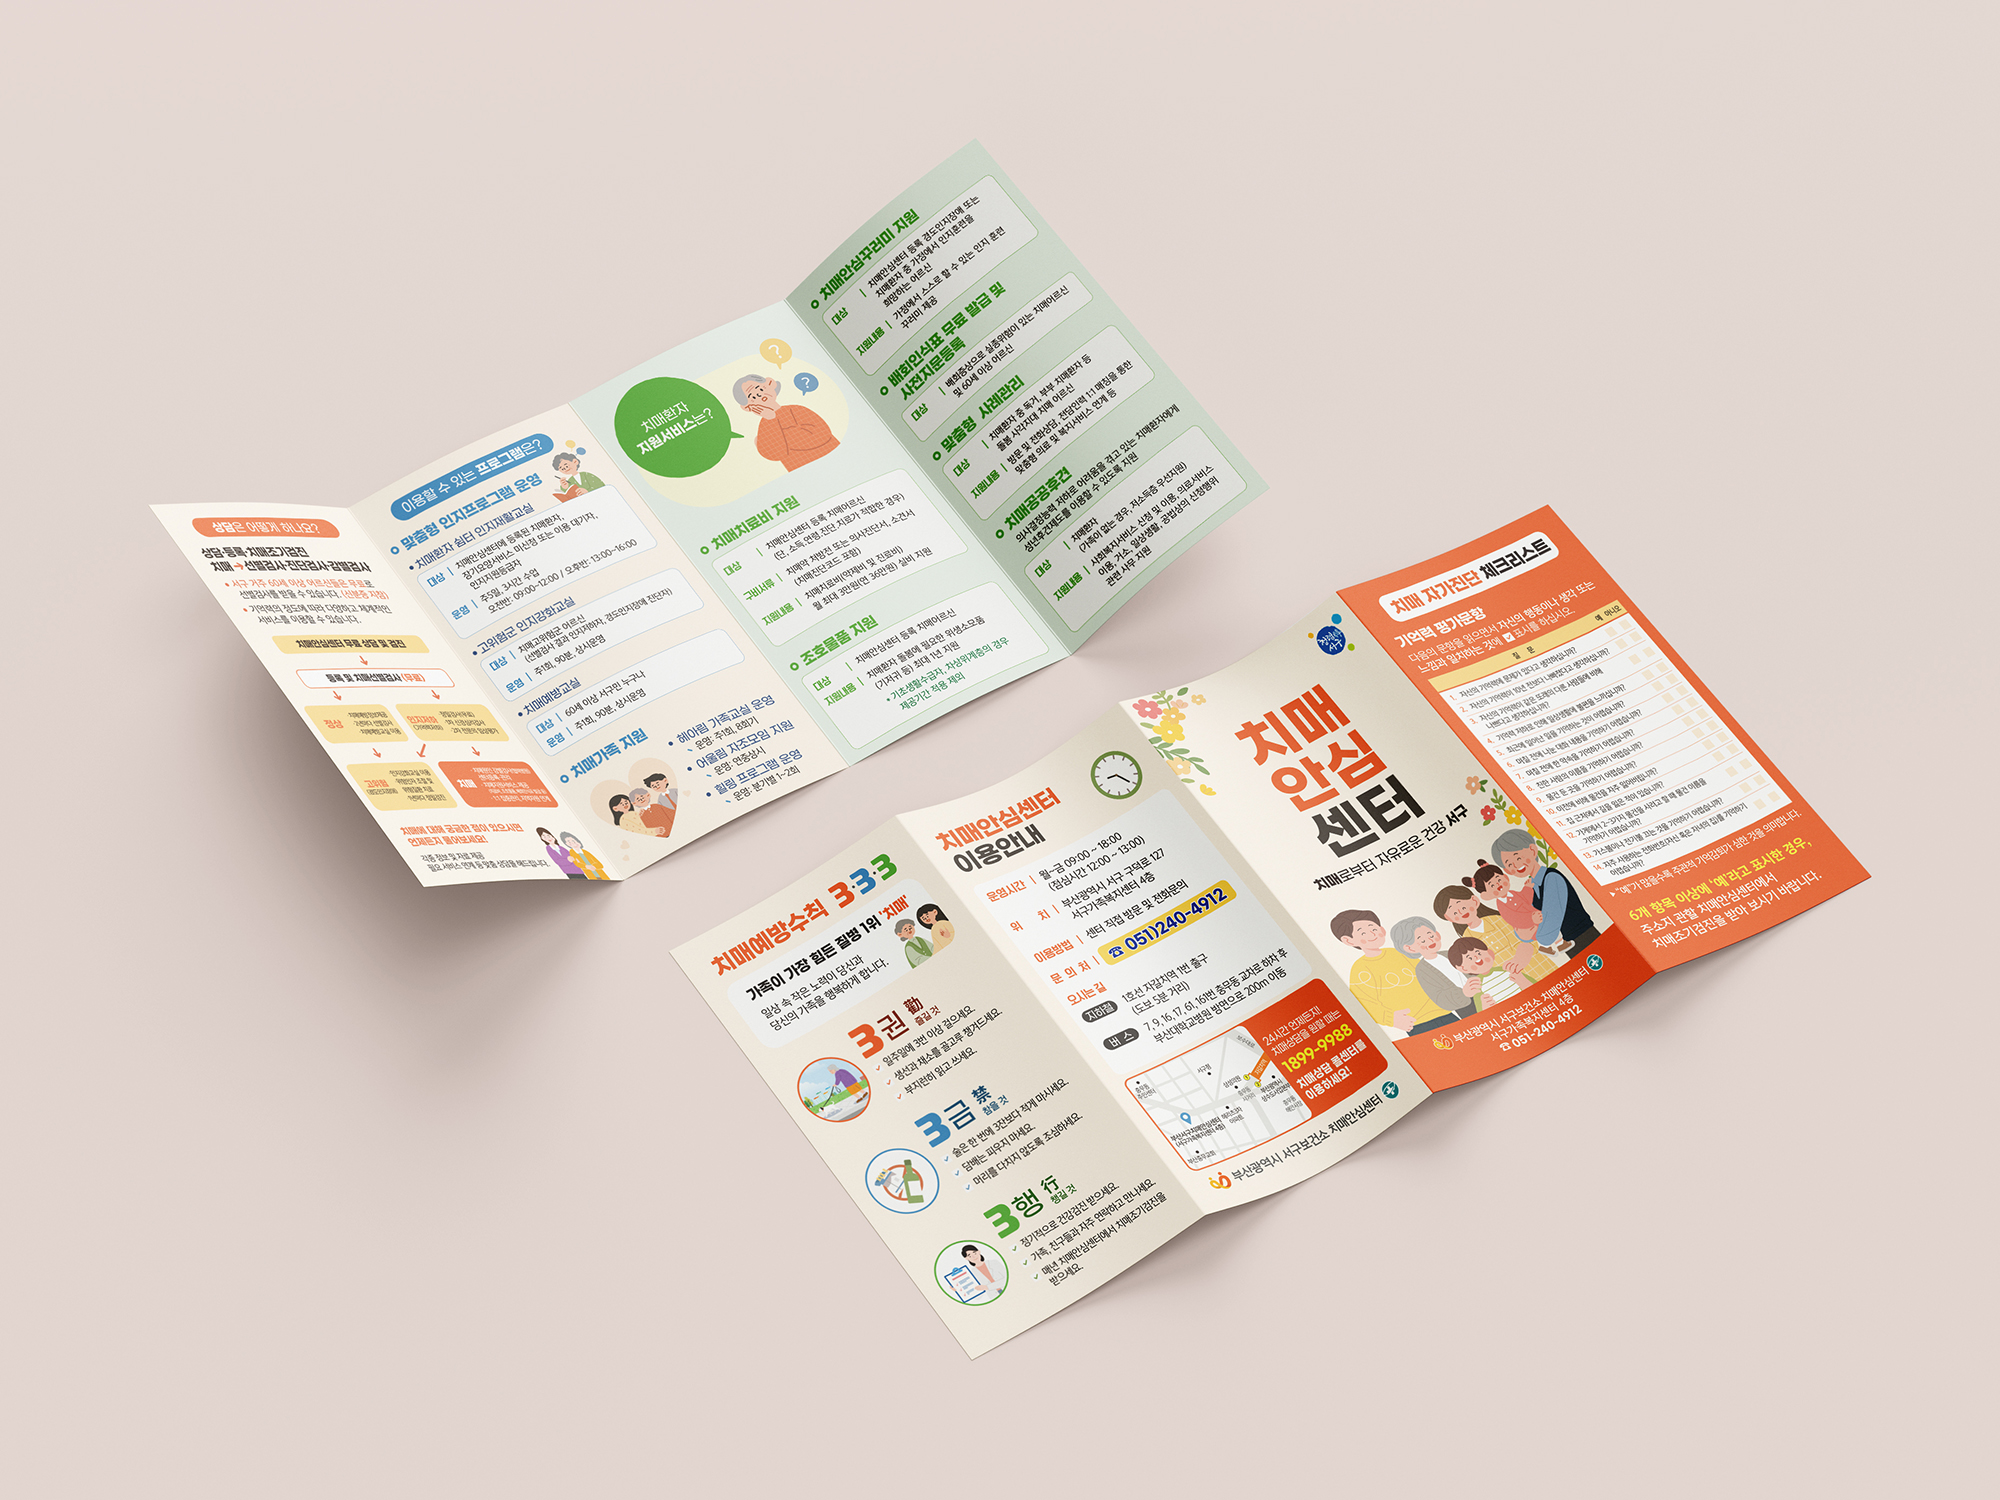 상담은 어떻게 하나요?
상담·등록·치매조기검진
치매 → 선별검사·진단검사·감별검사
• 서구 거주 60세 이상 어르신들은 무료로
선별검사를 받을 수 있습니다. (신분증 지참)
• 기억력의 정도에 따라 다양하고, 체계적인
서비스를 이용할 수 있습니다.
치매안심센터 무료 상담 및 검진
등록 및 치매선별검사 (무료)
정상
인지저하
고위험
치매
치매에 대해 궁금한 점이 있으시면
언제든지 물어보세요!
각종 정보 및 자료 제공
필요 서비스 연계 등 맞춤 상담을 해드립니다.
이용할 수 있는 프로그램은?
맞춤형 인지프로그램 운영
• 치매환자 쉼터 인지재활교실
대상 | 치매안심센터에 등록된 치매환자,
장기요양서비스 미신청 또는 이용 대기자,
인지지원등급자
운영 | 주5일, 3시간 수업
오전반: 09:00~12:00 / 오후반: 13:00~16:00
• 고위험군 인지강화교실
대상 | 치매고위험군 어르신
(선별검사 결과 인지저하자, 경도인지장애 진단자)
운영 | 주1회, 90분, 상시운영
• 치매예방교실
대상 | 60세 이상 서구민 누구나
운영 | 주1회, 90분, 상시운영
치매가족 지원
• 헤아림 가족교실 운영
운영: 주1회, 8회기
• 어울림 자조모임 지원
운영: 연중상시
• 힐링 프로그램 운영
운영: 분기별 1~2회
치매환자
지원서비스는?
?
?
치매치료비 지원
대상 | 치매안심센터 등록 치매어르신
(단, 소득,연령,진단,치료가 적합한 경우)
구비서류 | 치매약 처방전 또는 의사진단서, 소견서
(치매진단코드 포함)
지원내용 | 치매치료비(약제비 및 진료비)
월 최대 3만원(연 36만원) 실비 지원
조호물품 지원
대상 | 치매안심센터 등록 치매어르신
지원내용 | 치매환자 돌봄에 필요한 위생소모품
(기저귀 등) 최대 1년 지원
• 기초생활수급자, 차상위계층의 경우
제공기간 적용 제외
치매안심꾸러미 지원
대상 | 치매안심센터 등록 경도인지장애 또는
치매환자 중 가정에서 인지훈련을
희망하는 어르신
지원내용 | 가정에서 스스로 할 수 있는 인지 훈련
꾸러미 제공
배회인식표 무료 발급 및
사전지문등록
대상 | 배회증상으로 실종위험이 있는 치매어르신
및 60세 이상 어르신
맞춤형 사례관리
대상 | 치매환자 중 독거, 부부 치매환자 등
돌봄 사각지대 치매 어르신
지원내용 | 방문 및 전화상담, 전담인력 1:1 매칭을 통한
맞춤형 의료 및 복지서비스 연계 등
치매공공후견
의사결정능력 저하로 어려움을 겪고 있는 치매환자에게
성년후견제도를 이용할 수 있도록 지원
대상 | 치매환자
(가족이 없는 경우, 저소득층 우선지원)
지원내용 | 사회복지서비스 신청 및 이용, 의료서비스
이용, 거소, 일상생활, 공법상의 신청행위
관련 사무 지원
치매예방수칙 3·3·3
가족이 가장 힘든 질병 1위 '치매'
일상 속 작은 노력이 당신과
당신의 가족을 행복하게 합니다.
3권 勸 즐길 것
일주일에 3번 이상 걸으세요.
생선과 채소를 골고루 챙겨드세요.
부지런히 읽고 쓰세요.
3금 禁 참을 것
술은 한 번에 3잔보다 적게 마시세요.
담배는 피우지 마세요.
머리를 다치지 않도록 조심하세요.
3행 行 챙길 것
정기적으로 건강검진 받으세요.
가족, 친구들과 자주 연락하고 만나세요.
매년 치매안심센터에서 치매조기검진을
받으세요.
치매안심센터
이용안내
운영시간 | 월~금 09:00 ~ 18:00
(점심시간 12:00 ~ 13:00)
위 치 | 부산광역시 서구 구덕로 127
서구가족복지센터 4층
이용방법 | 센터 직접 방문 및 전화문의
문의처 | ☎ 051)240-4912
오시는 길
지하철 1호선 자갈치역 1번 출구
(도보 5분 거리)
버스 7, 9, 16, 17, 61, 161번 충무동 교차로 하차 후
부산대학교병원 방면으로 200m 이동
부산서구치매안심센터
(서구가족복지센터 4층)
24시간 언제든지!
치매상담을 원할 때는
1899-9988
치매상담 콜센터를
이용하세요!
부산광역시 서구보건소 치매안심센터
서구
치매
안심
센터
치매로부터 자유로운 건강 서구
부산광역시 서구보건소 치매안심센터
서구가족복지센터 4층
☎ 051-240-4912
치매 자가진단 체크리스트
기억력 평가문항
다음의 문항을 읽으면서 자신의 행동이나 생각 또는
느낌과 일치하는 것에 ☑ 표시를 하십시오.
질 문 예 아니오
1. 자신의 기억력에 문제가 있다고 생각하십니까?
2. 자신의 기억력이 10년 전보다 나빠졌다고 생각하십니까?
3. 자신의 기억력이 같은 또래의 다른 사람들에 비해
나쁘다고 생각하십니까?
4. 기억력 저하로 인해 일상생활에 불편을 느끼십니까?
5. 최근에 일어난 일을 기억하는 것이 어렵습니까?
6. 며칠 전에 나눈 대화 내용을 기억하기 어렵습니까?
7. 며칠 전에 한 약속을 기억하기 어렵습니까?
8. 친한 사람의 이름을 기억하기 어렵습니까?
9. 물건 둔 곳을 기억하기 어렵습니까?
10. 이전에 비해 물건을 자주 잃어버립니까?
11. 집 근처에서 길을 잃은 적이 있습니까?
12. 가게에서 2~3가지 물건을 사려고 할 때 물건 이름을
기억하기 어렵습니까?
13. 가스불이나 전기불 끄는 것을 기억하기 어렵습니까?
14. 자주 사용하는 전화번호(자신 혹은 자녀의 집)를 기억하기
어렵습니까?
"예"가 많을수록 주관적 기억감퇴가 심한 것을 의미합니다.
6개 항목 이상에 '예'라고 표시한 경우,
주소지 관할 치매안심센터에서
치매조기검진을 받아 보시기 바랍니다.